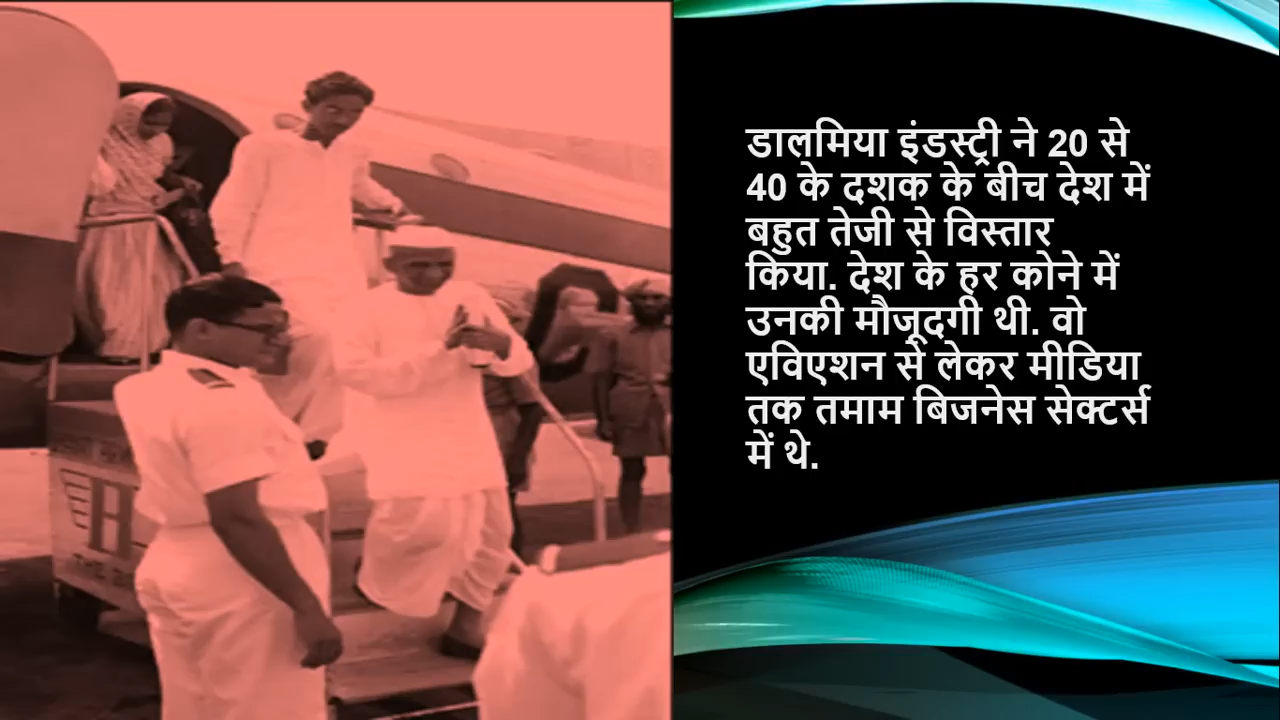 डालमिया इंडस्ट्री ने 20 से
40 के दशक के बीच देश में
बहुत तेजी से विस्तार
किया. देश के हर कोने में
उनकी मौजूदगी थी. वो
एविएशन से लेकर मीडिया
तक तमाम बिजनेस सेक्टर्स
में थे.